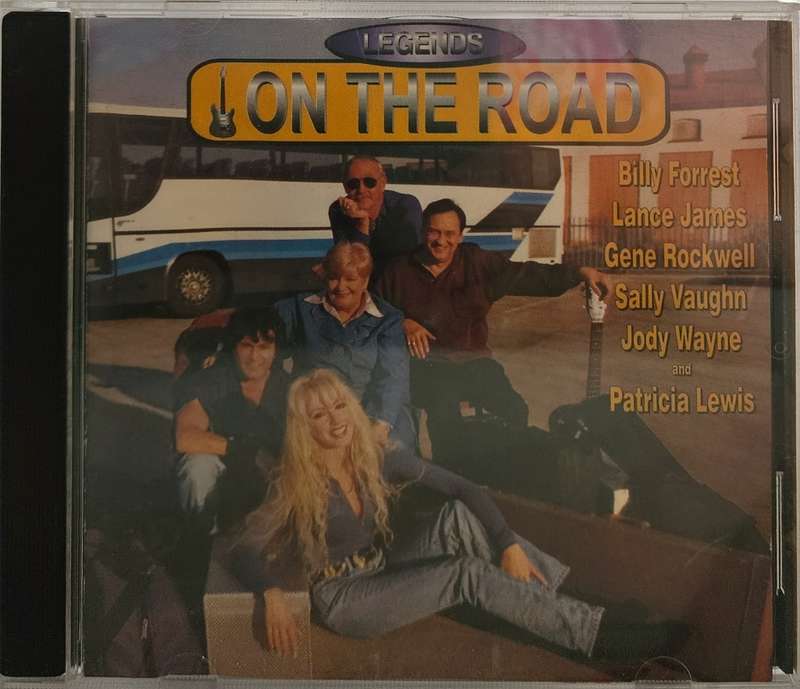 LEGENDS
ON THE ROAD
Billy Forrest
Lance James
Gene Rockwell
Sally Vaughn
Jody Wayne
and
Patricia Lewis